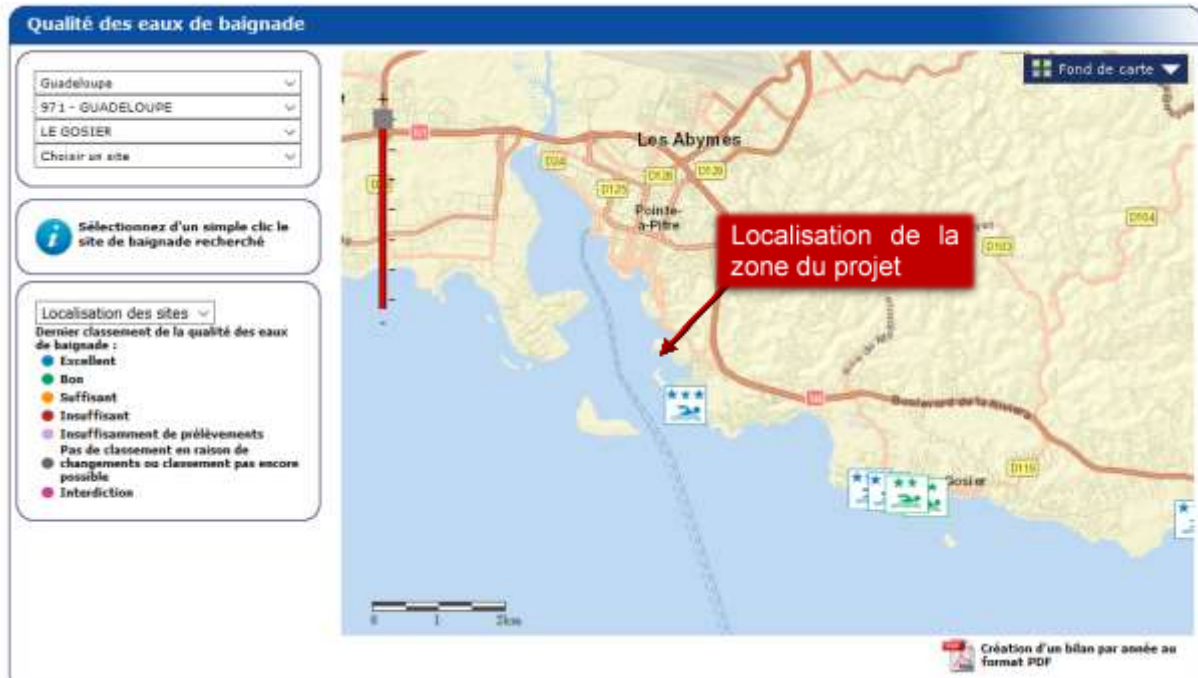 Qualité des eaux de baignade
Guadeloupe
971 - GUADELOUPE
LE GOSIER
Choisir un site
Sélectionnez d'un simple clic le
site de baignade recherché
Localisation des sites
Dernier classement de la qualité des eaux
de baignade :
Excellent
Bon
Suffisant
Insuffisant
Insuffisamment de prélèvements
Pas de classement en raison de
changements ou classement pas encore
possible
Interdiction
Fond de carte
Les Abymes
D24
D126
D129
D125
Pointe-
à-Pitre
D104
D103
Localisation de la
zone du projet
Boulevard de la Riviera
D119
Gosier
0 1 2km
Création d'un bilan par année au
format PDF